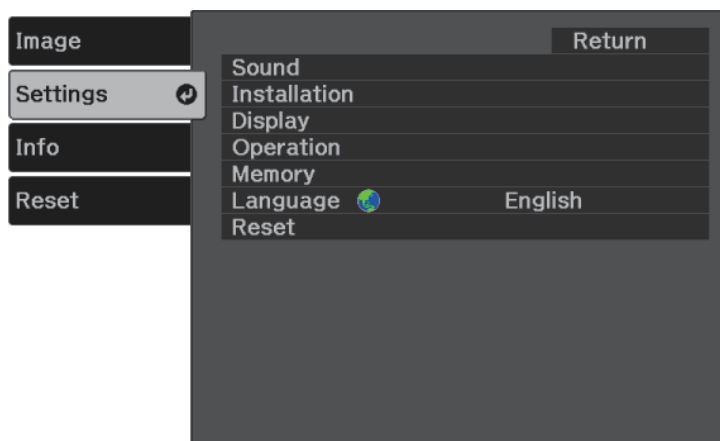 Image
Settings
Info
Reset
Return
Sound
Installation
Display
Operation
Memory
Language English
Reset